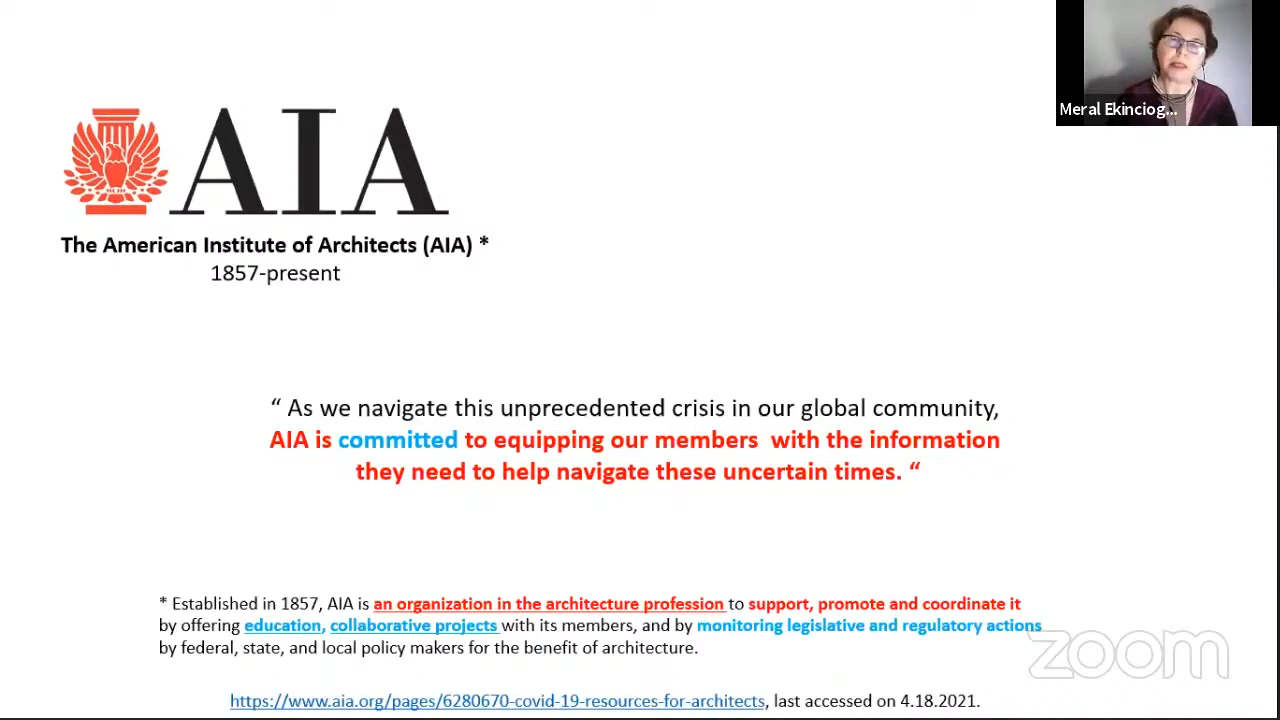 Meral Ekinciog...
AIA
The American Institute of Architects (AIA) *
1857-present
“ As we navigate this unprecedented crisis in our global community,
AIA is committed to equipping our members  with the information
they need to help navigate these uncertain times. “
* Established in 1857, AIA is an organization in the architecture profession to support, promote and coordinate it
by offering education, collaborative projects with its members, and by monitoring legislative and regulatory actions
by federal, state, and local policy makers for the benefit of architecture.
zoom
https://www.aia.org/pages/6280670-covid-19-resources-for-architects, last accessed on 4.18.2021.